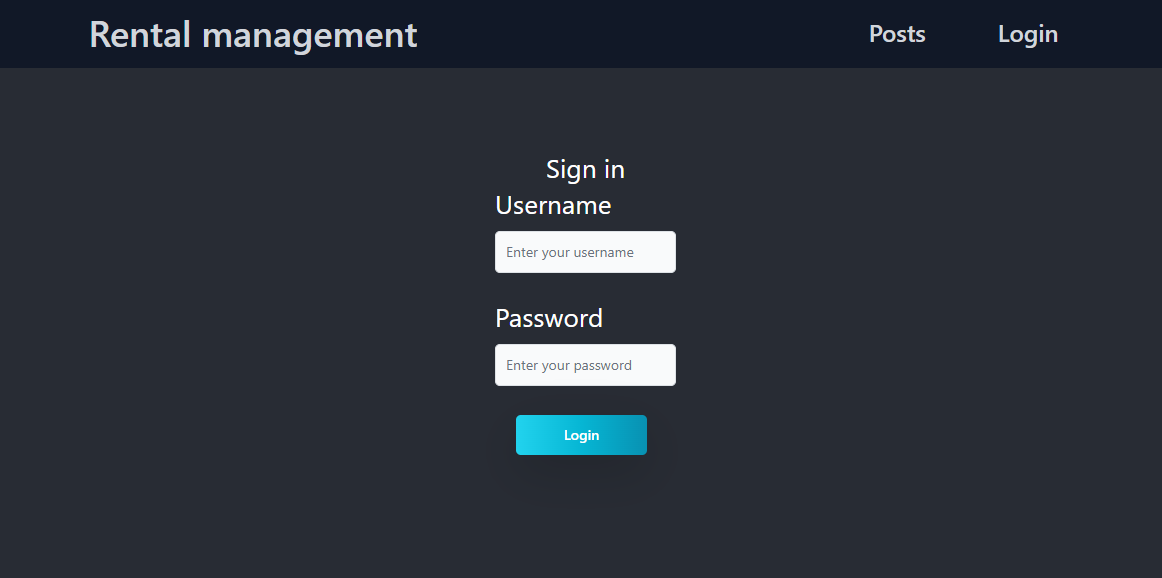 Rental management Posts Login
Sign in
Username
Enter your username
Password
Enter your password
Login